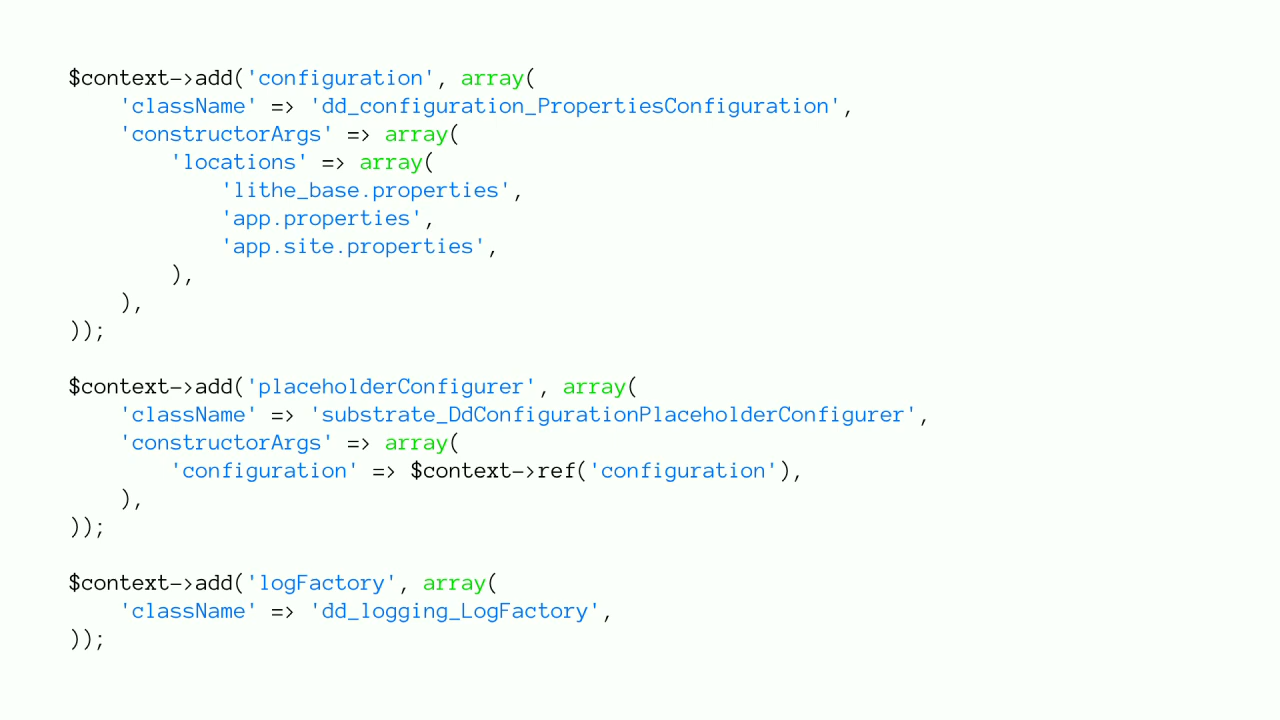 $context->add('configuration', array(
    'className' => 'dd_configuration_PropertiesConfiguration',
    'constructorArgs' => array(
        'locations' => array(
            'lithe_base.properties',
            'app.properties',
            'app.site.properties',
        ),
    ),
));

$context->add('placeholderConfigurer', array(
    'className' => 'substrate_DdConfigurationPlaceholderConfigurer',
    'constructorArgs' => array(
        'configuration' => $context->ref('configuration'),
    ),
));

$context->add('logFactory', array(
    'className' => 'dd_logging_LogFactory',
));